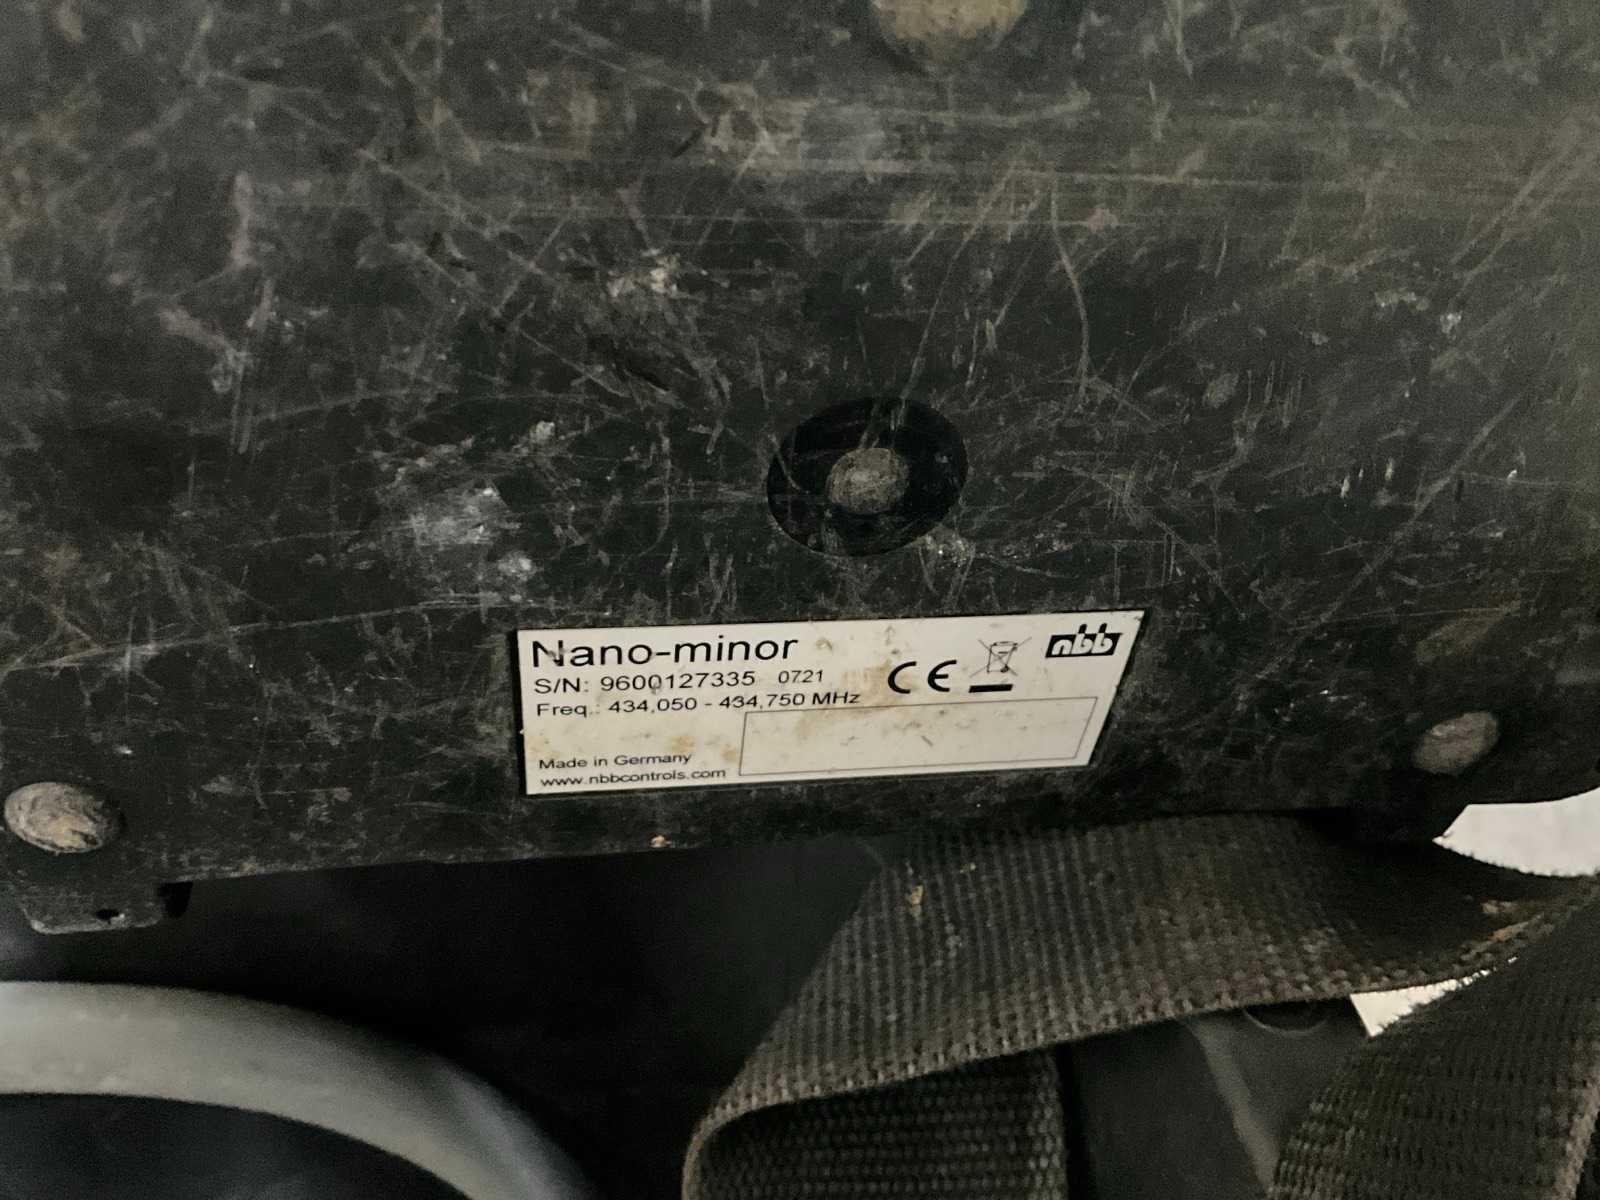 Nano-minor
nbb
S/N: 9600127335 0721
CE
Freq.: 434,050 - 434,750 MHz
Made in Germany
www.nbbcontrols.com